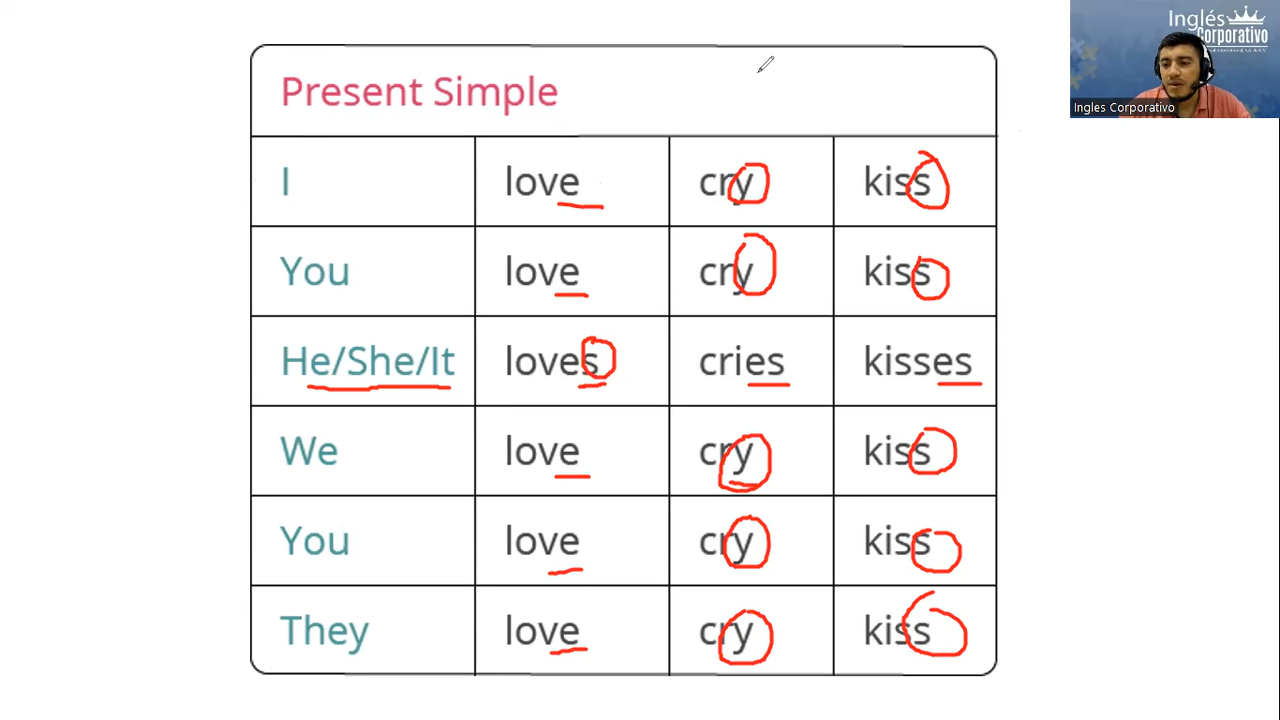 Inglés
Corporativo
Ingles Corporativo
Present Simple
I love cry kiss
You love cry kiss
He/She/It loves cries kisses
We love cry kiss
You love cry kiss
They love cry kiss